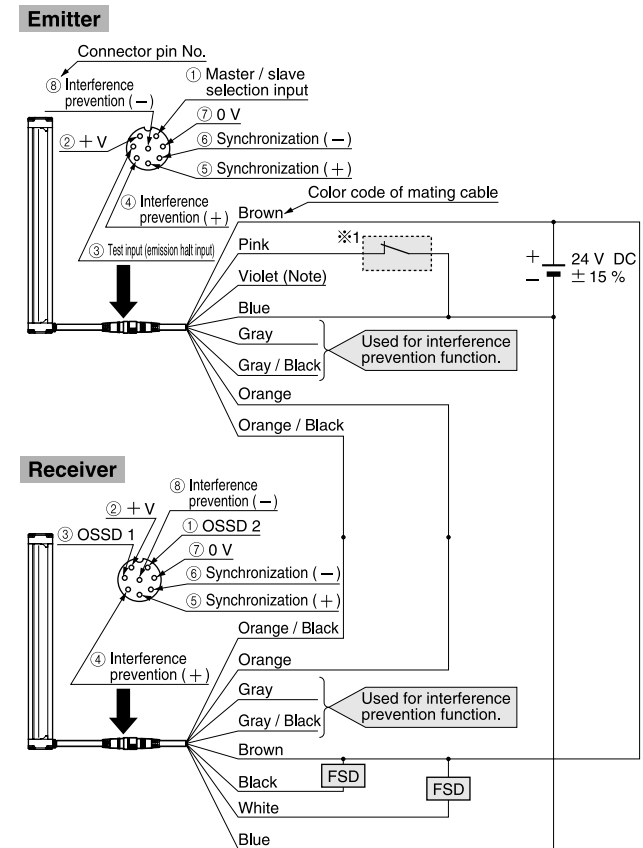 Emitter
Connector pin No.
⑧ Interference
prevention (−)
① Master / slave
selection input
⑦ 0 V
② + V
⑥ Synchronization (−)
⑤ Synchronization (+)
④ Interference
prevention (+)
③ Test input (emission halt input)
Color code of mating cable
Brown
Pink
※1
Violet (Note)
Blue
Gray
Gray / Black
Used for interference
prevention function.
Orange
Orange / Black
+
−
24 V DC
± 15 %
Receiver
⑧ Interference
prevention (−)
② + V
③ OSSD 1
① OSSD 2
⑦ 0 V
⑥ Synchronization (−)
⑤ Synchronization (+)
④ Interference
prevention (+)
Orange / Black
Orange
Gray
Gray / Black
Used for interference
prevention function.
Brown
Black
FSD
FSD
White
Blue